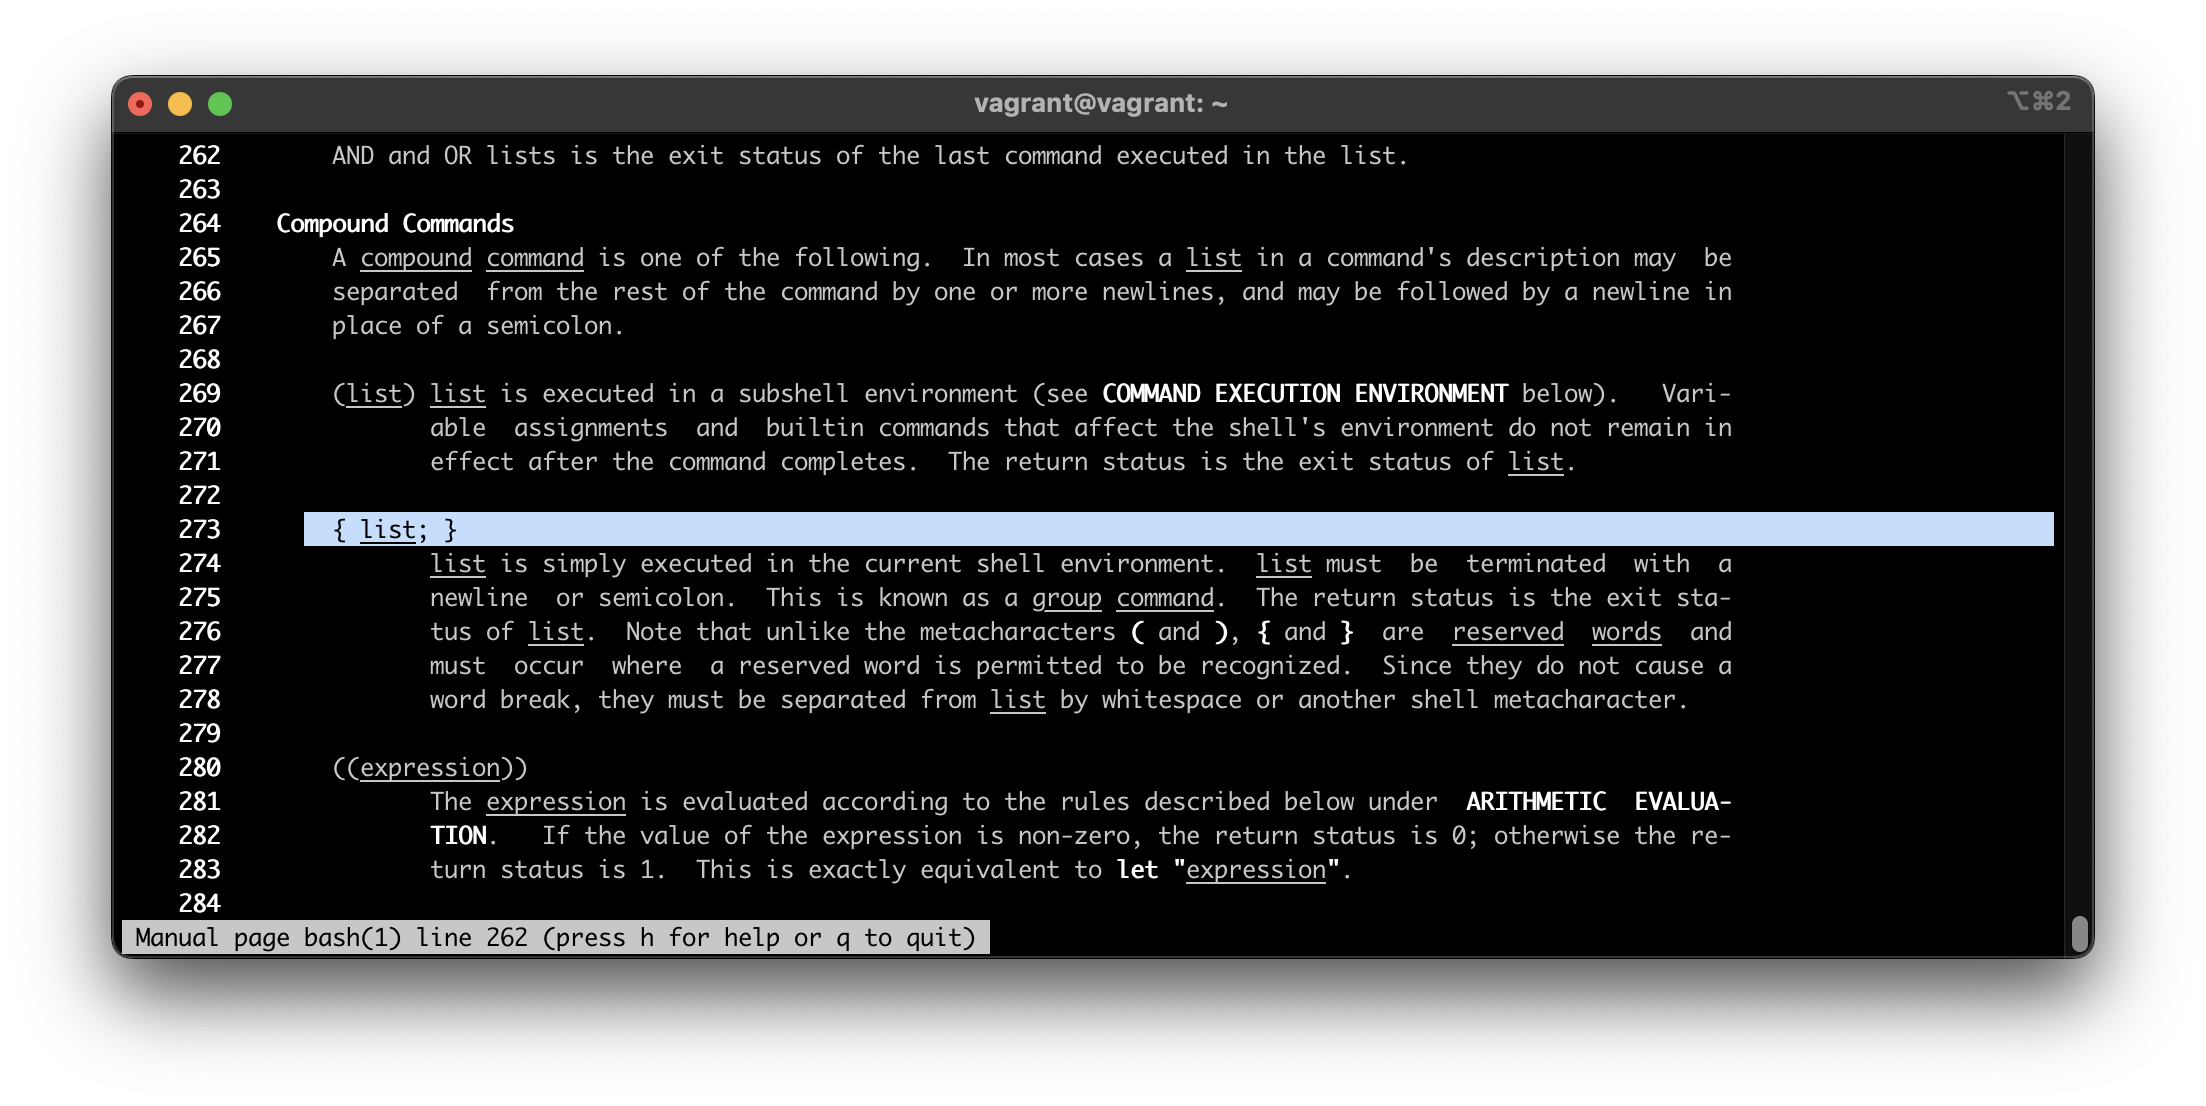 vagrant@vagrant: ~
⌥⌘2
262        AND and OR lists is the exit status of the last command executed in the list.
263
264    Compound Commands
265        A compound command is one of the following.  In most cases a list in a command's description may  be
266        separated  from the rest of the command by one or more newlines, and may be followed by a newline in
267        place of a semicolon.
268
269        (list) list is executed in a subshell environment (see COMMAND EXECUTION ENVIRONMENT below).   Vari-
270               able  assignments  and  builtin commands that affect the shell's environment do not remain in
271               effect after the command completes.  The return status is the exit status of list.
272
273        { list; }
274               list is simply executed in the current shell environment.  list must  be  terminated  with  a
275               newline  or semicolon.  This is known as a group command.  The return status is the exit sta-
276               tus of list.  Note that unlike the metacharacters ( and ), { and }  are  reserved  words  and
277               must  occur  where  a reserved word is permitted to be recognized.  Since they do not cause a
278               word break, they must be separated from list by whitespace or another shell metacharacter.
279
280        ((expression))
281               The expression is evaluated according to the rules described below under  ARITHMETIC  EVALUA-
282               TION.   If the value of the expression is non-zero, the return status is 0; otherwise the re-
283               turn status is 1.  This is exactly equivalent to let "expression".
284
Manual page bash(1) line 262 (press h for help or q to quit)